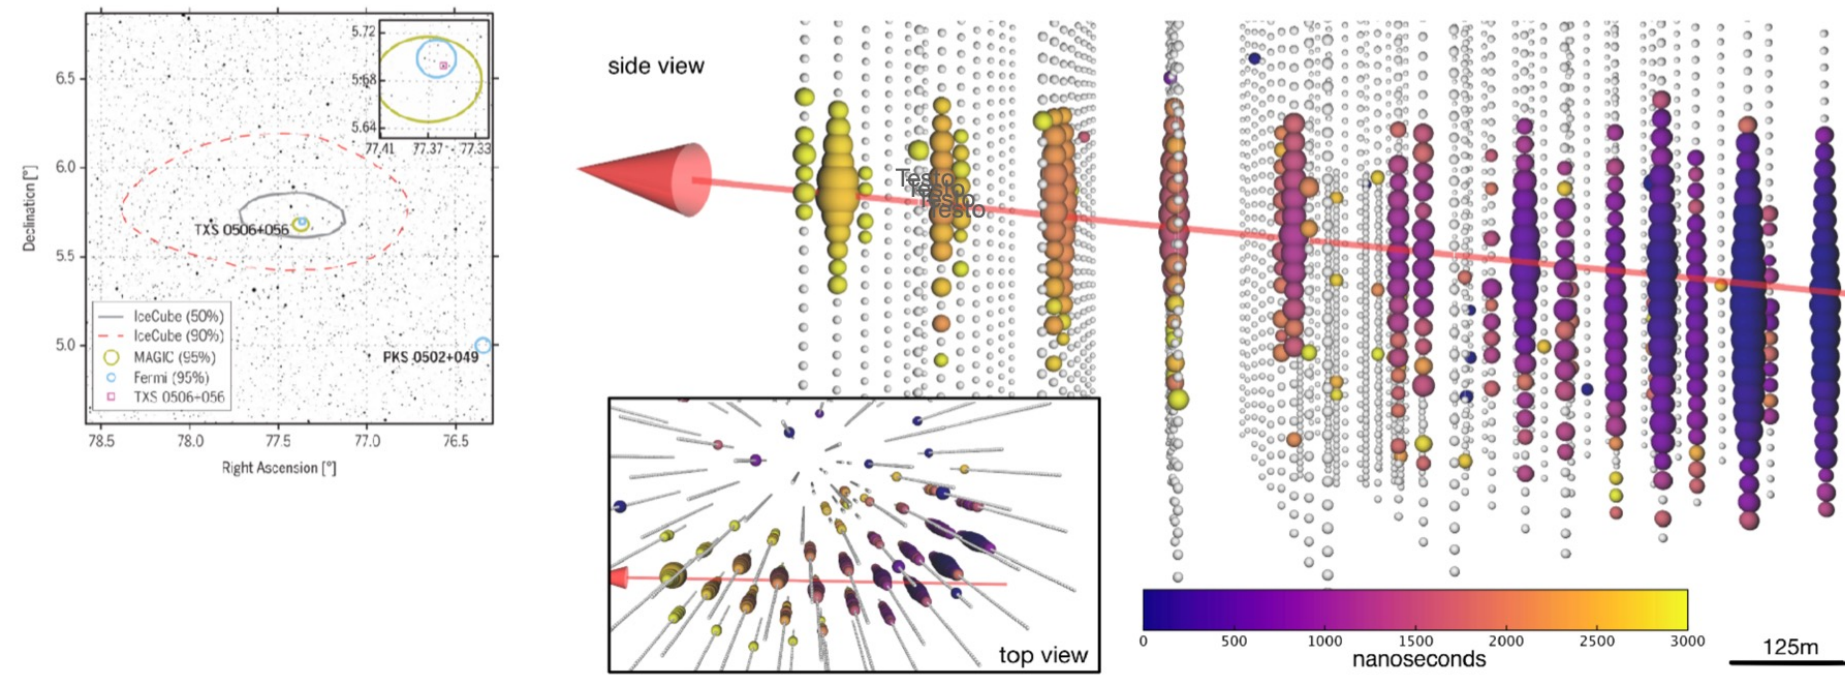 5.72
5.68
5.64
77.41 77.37 77.33
6.5
6.0
5.5
5.0
Declination [°]
TXS 0506+056
IceCube (50%)
IceCube (90%)
MAGIC (95%)
Fermi (95%)
TXS 0506+056
PKS 0502+049
78.5 78.0 77.5 77.0 76.5
Right Ascension [°]
side view
Testo
Testo
Testo
Testo
top view
0 500 1000 1500 2000 2500 3000
nanoseconds
125m